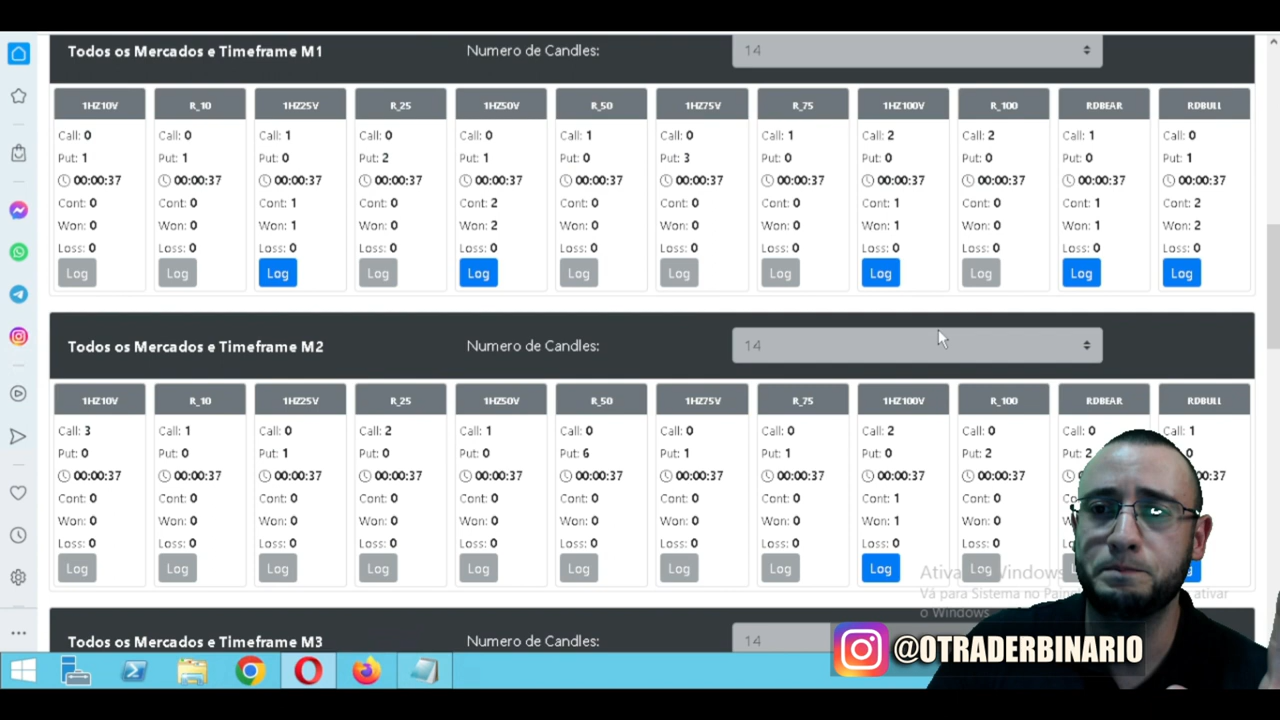 Todos os Mercados e Timeframe M1 Numero de Candles: 14
1HZ10V R_10 1HZ25V R_25 1HZ50V R_50 1HZ75V R_75 1HZ100V R_100 RDBEAR RDBULL
Call: 0 Call: 0 Call: 1 Call: 0 Call: 0 Call: 1 Call: 0 Call: 1 Call: 2 Call: 2 Call: 1 Call: 0
Put: 1 Put: 1 Put: 0 Put: 2 Put: 1 Put: 0 Put: 3 Put: 0 Put: 0 Put: 0 Put: 0 Put: 1
00:00:37 00:00:37 00:00:37 00:00:37 00:00:37 00:00:37 00:00:37 00:00:37 00:00:37 00:00:37 00:00:37 00:00:37
Cont: 0 Cont: 0 Cont: 1 Cont: 0 Cont: 2 Cont: 0 Cont: 0 Cont: 0 Cont: 1 Cont: 0 Cont: 1 Cont: 2
Won: 0 Won: 0 Won: 1 Won: 0 Won: 2 Won: 0 Won: 0 Won: 0 Won: 1 Won: 0 Won: 1 Won: 2
Loss: 0 Loss: 0 Loss: 0 Loss: 0 Loss: 0 Loss: 0 Loss: 0 Loss: 0 Loss: 0 Loss: 0 Loss: 0 Loss: 0
Log Log Log Log Log Log Log Log Log Log Log Log
Todos os Mercados e Timeframe M2 Numero de Candles: 14
1HZ10V R_10 1HZ25V R_25 1HZ50V R_50 1HZ75V R_75 1HZ100V R_100 RDBEAR RDBULL
Call: 3 Call: 1 Call: 0 Call: 2 Call: 1 Call: 0 Call: 0 Call: 0 Call: 2 Call: 0 Call: 0 Call: 1
Put: 0 Put: 0 Put: 1 Put: 0 Put: 0 Put: 6 Put: 1 Put: 1 Put: 0 Put: 2 Put: 2 0
00:00:37 00:00:37 00:00:37 00:00:37 00:00:37 00:00:37 00:00:37 00:00:37 00:00:37 00:00:37 00:37
Cont: 0 Cont: 0 Cont: 0 Cont: 0 Cont: 0 Cont: 0 Cont: 0 Cont: 0 Cont: 1 Cont: 0
Won: 0 Won: 0 Won: 0 Won: 0 Won: 0 Won: 0 Won: 0 Won: 0 Won: 1 Won: 0
Loss: 0 Loss: 0 Loss: 0 Loss: 0 Loss: 0 Loss: 0 Loss: 0 Loss: 0 Loss: 0 Loss: 0
Log Log Log Log Log Log Log Log Log Log
Windows
Vá para Sistema no ativar
o Windows
Todos os Mercados e Timeframe M3 Numero de Candles: 14
@OTRADERBINARIO